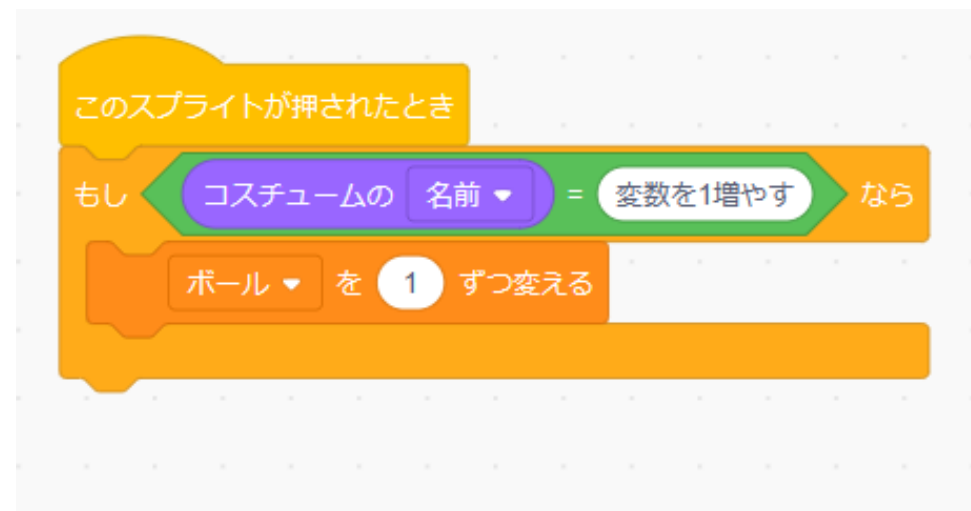 このスプライトが押されたとき
もし コスチュームの 名前 = 変数を1増やす なら
ボール を 1 ずつ変える